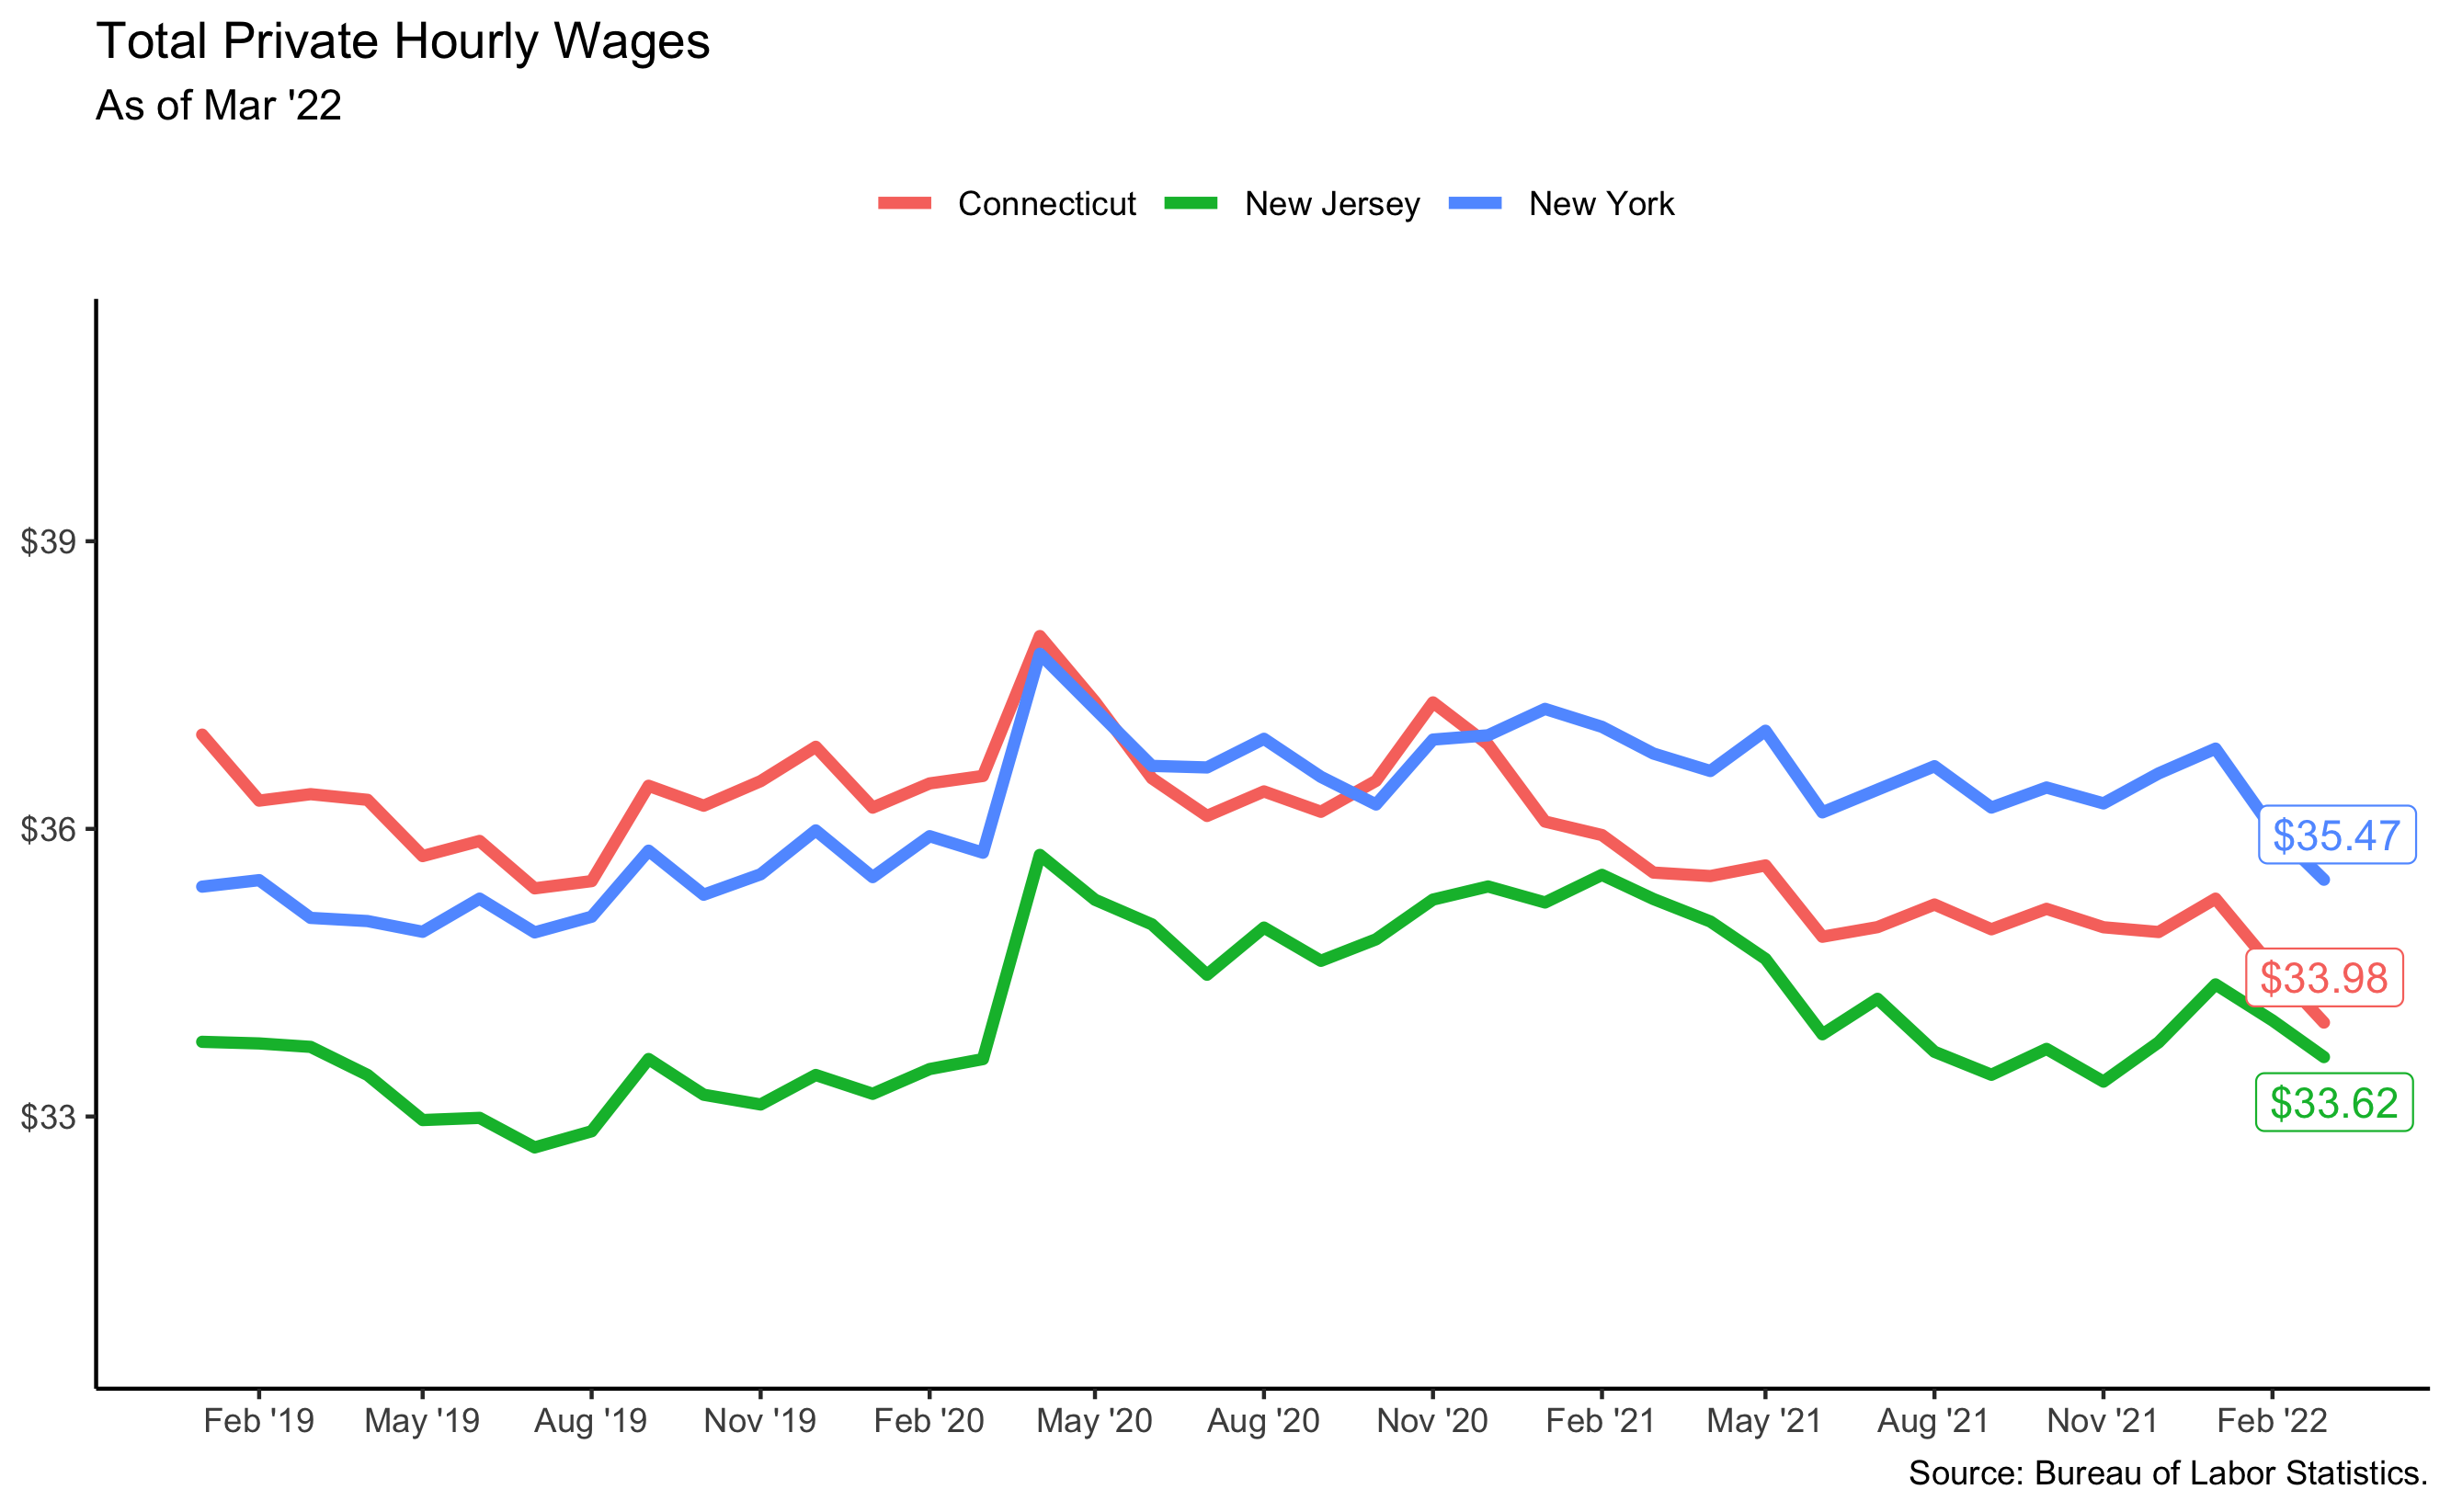 Total Private Hourly Wages
As of Mar '22
Connecticut New Jersey New York
$39
$36
$33
$35.47
$33.98
$33.62
Feb '19 May '19 Aug '19 Nov '19 Feb '20 May '20 Aug '20 Nov '20 Feb '21 May '21 Aug '21 Nov '21 Feb '22
Source: Bureau of Labor Statistics.